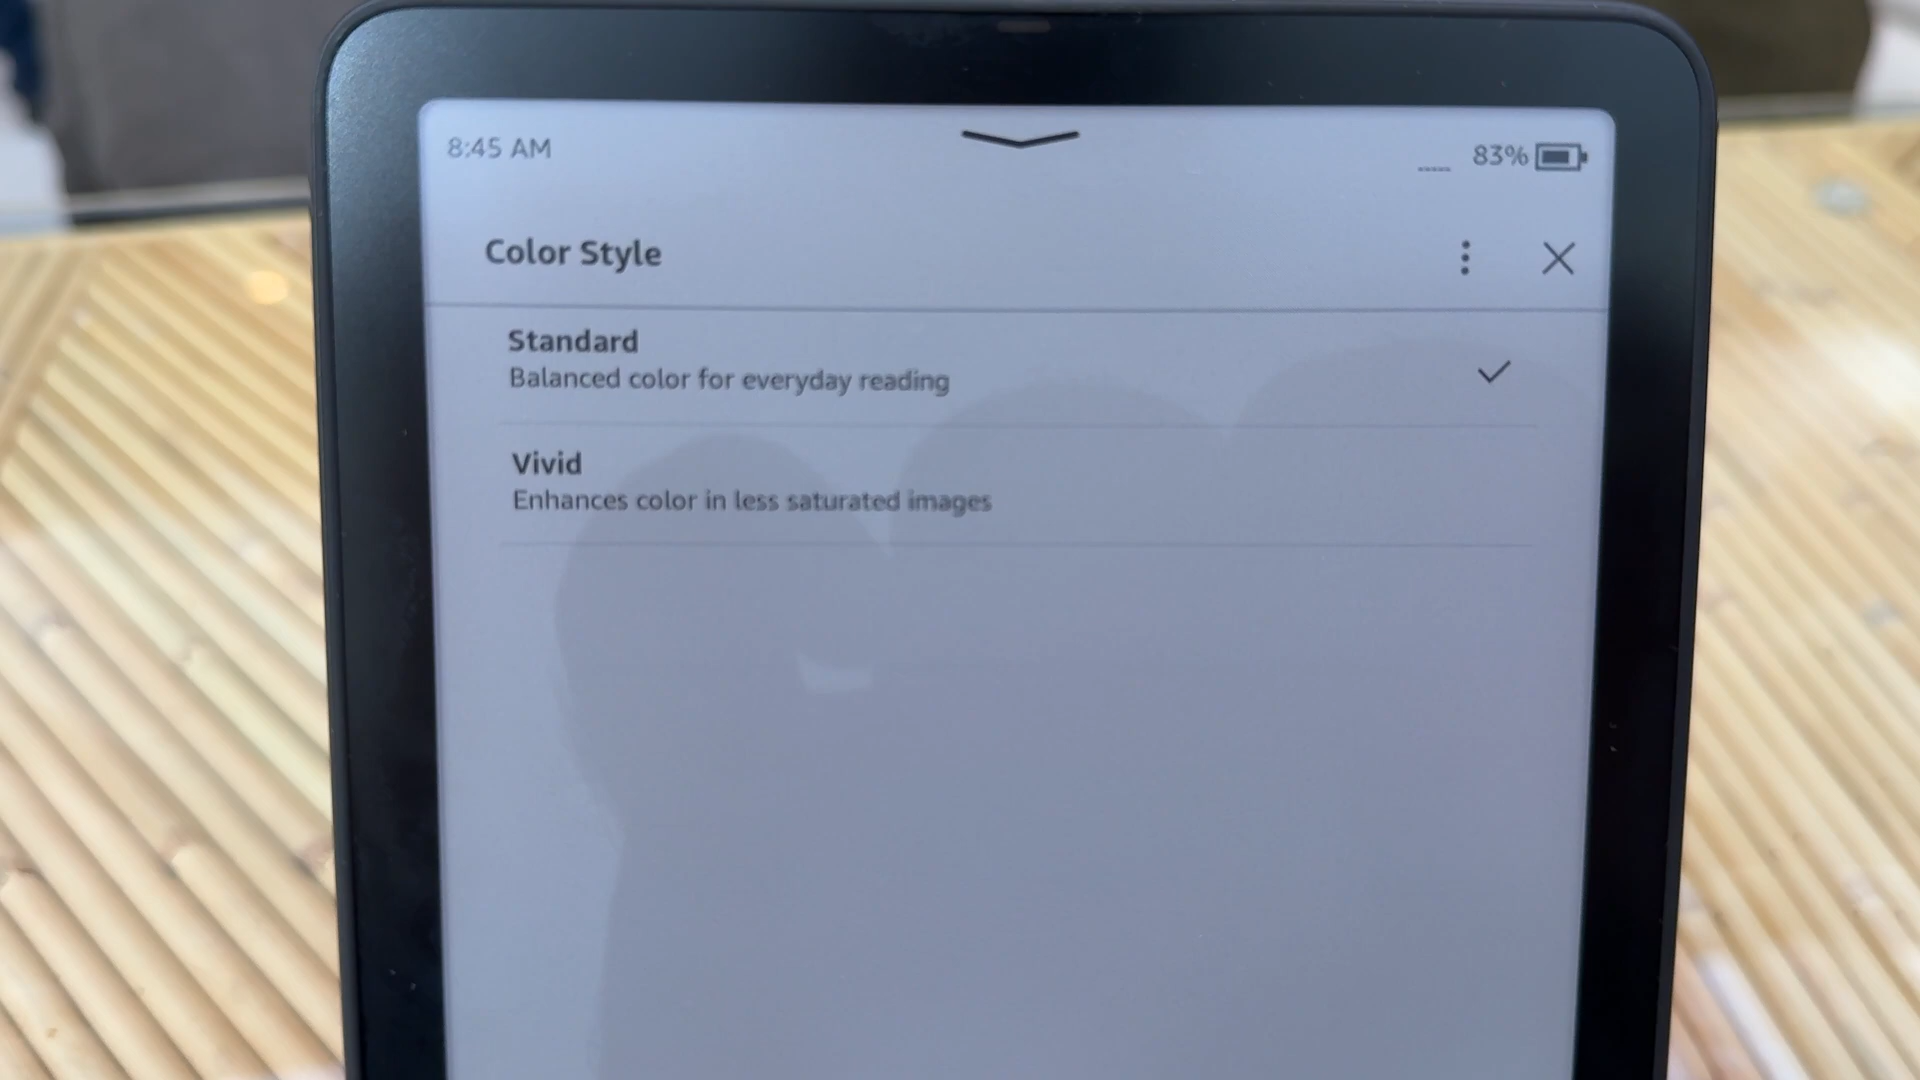 8:45 AM
83%
Color Style
Standard
Balanced color for everyday reading
Vivid
Enhances color in less saturated images